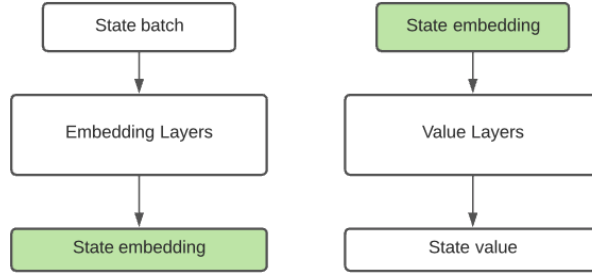 State batch
Embedding Layers
State embedding
State embedding
Value Layers
State value